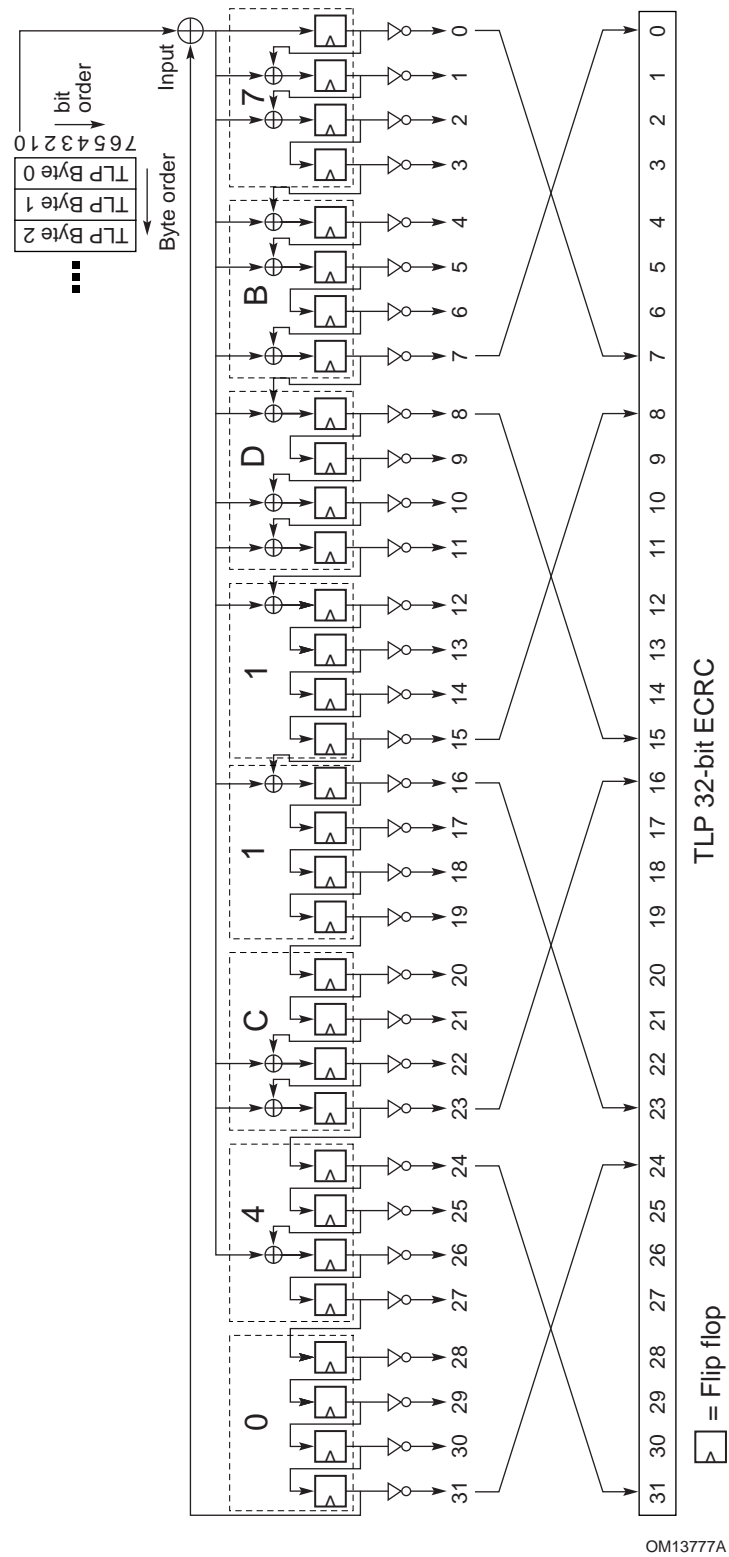 Input
bit order
0 1 2 3 4 5 6 7
TLP Byte 0
TLP Byte 1
TLP Byte 2
Byte order
0 4 C 1 1 D B 7
31 30 29 28 27 26 25 24 23 22 21 20 19 18 17 16 15 14 13 12 11 10 9 8 7 6 5 4 3 2 1 0
31 30 29 28 27 26 25 24 23 22 21 20 19 18 17 16 15 14 13 12 11 10 9 8 7 6 5 4 3 2 1 0
TLP 32-bit ECRC
= Flip flop
OM13777A